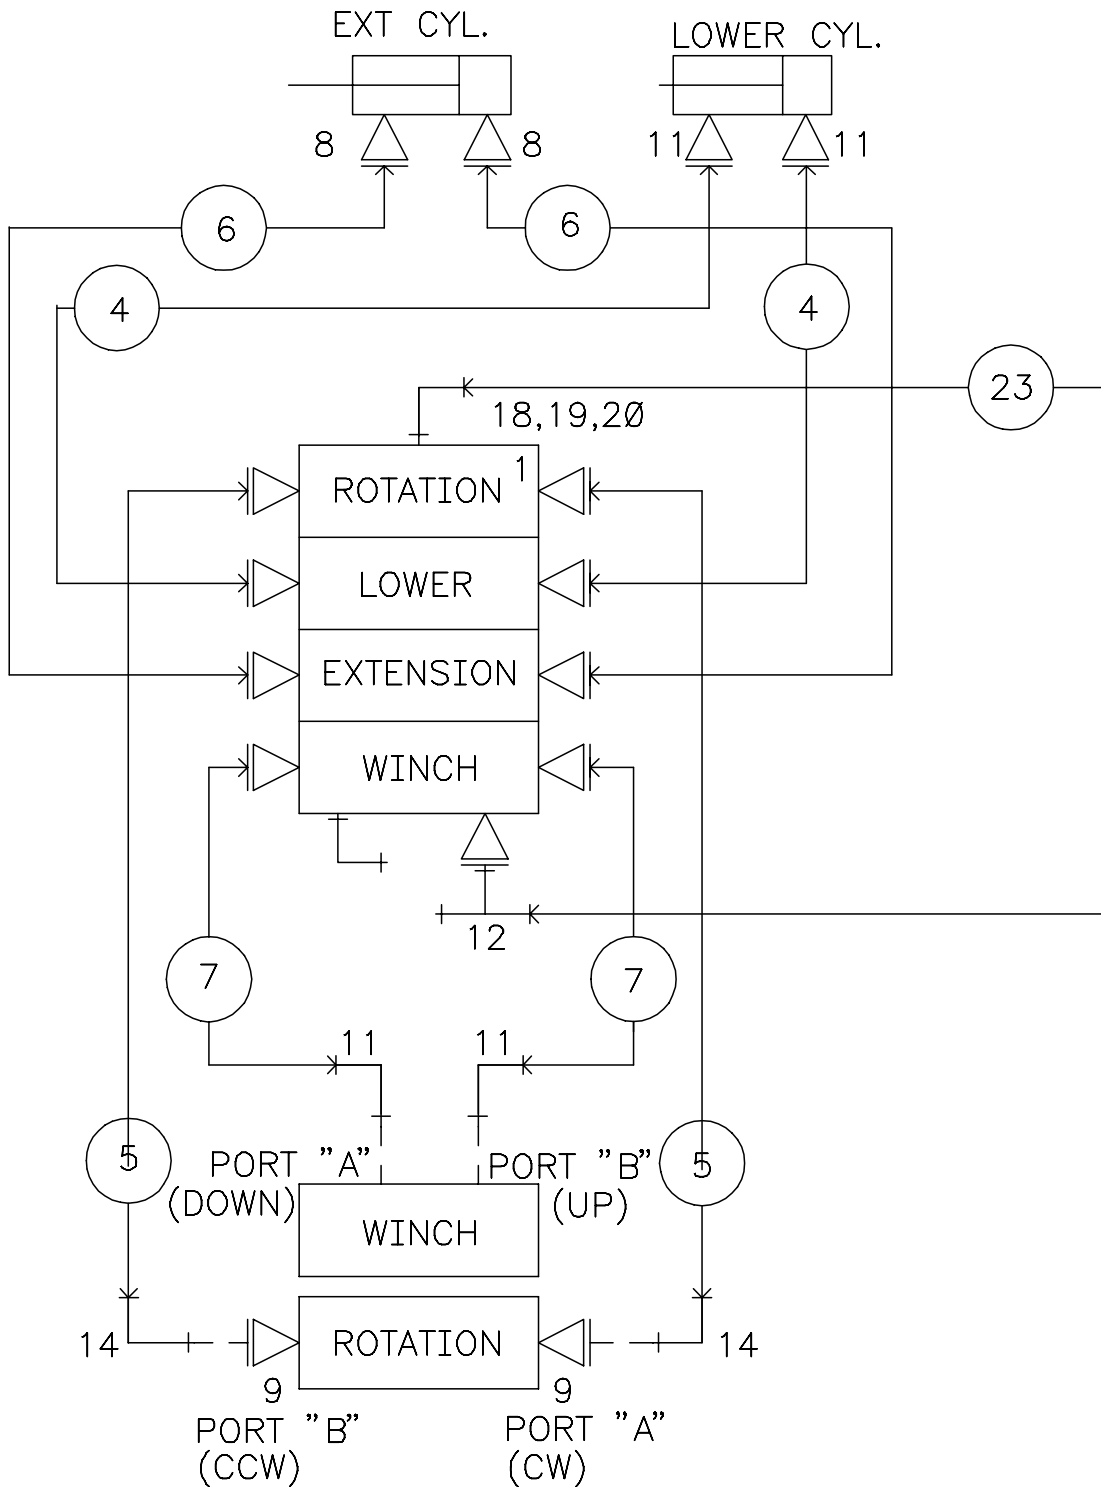 EXT CYL.
LOWER CYL.
8
8
11
11
6
6
4
4
23
18,19,20
1
ROTATION
LOWER
EXTENSION
WINCH
12
7
7
11
11
5
5
PORT "A"
(DOWN)
PORT "B"
(UP)
WINCH
14
ROTATION
14
9
9
PORT "B"
(CCW)
PORT "A"
(CW)